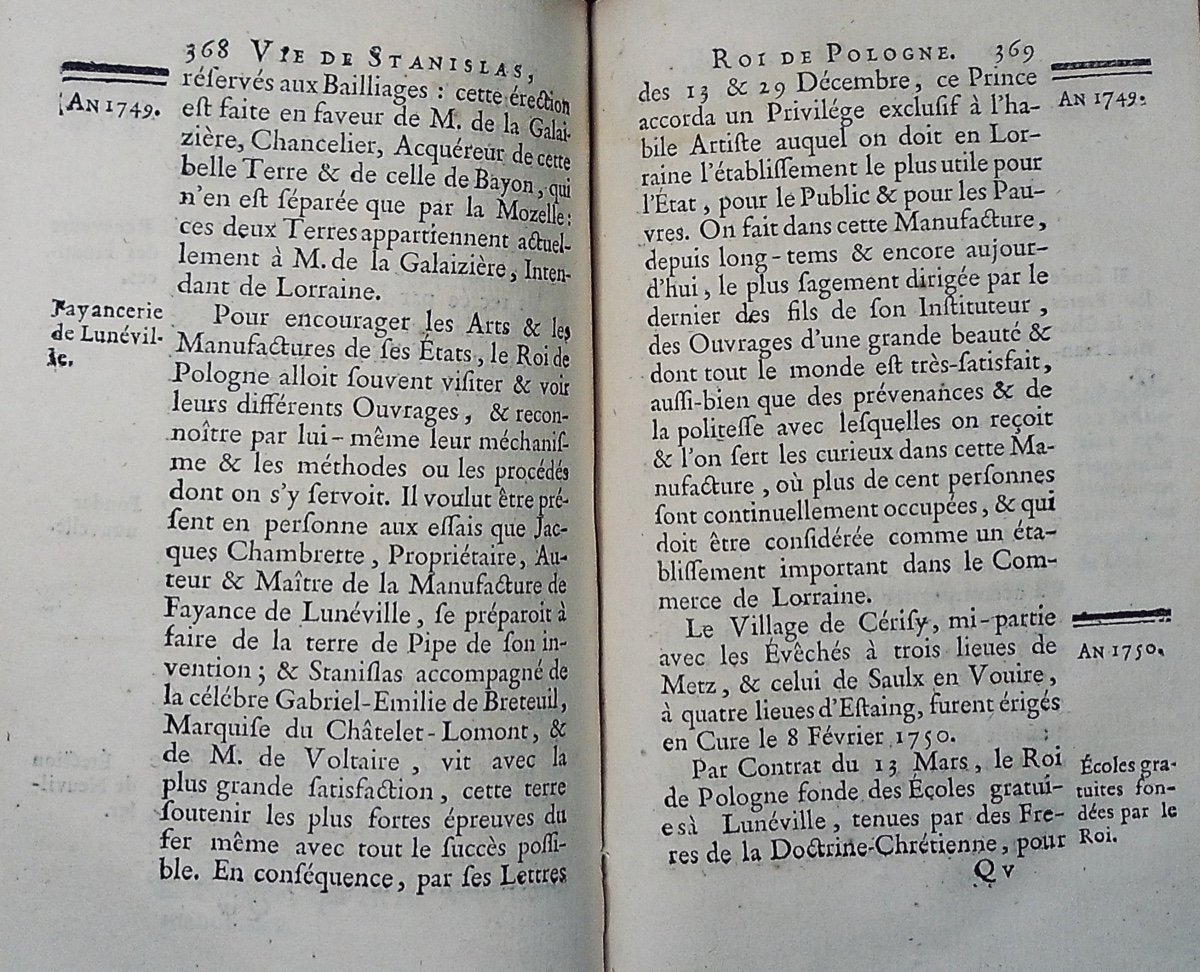 368 VIE DE STANISLAS,
AN 1749.
réſervés aux Bailliages : cette érection
eſt faite en faveur de M. de la Galai-
zière, Chancelier, Acquéreur de cette
belle Terre & de celle de Bayon, qui
n'en eſt ſéparée que par la Mozelle:
ces deux Terres appartiennent actuel-
lement à M. de la Galaizière, Inten-
dant de Lorraine.
Fayancerie
de Lunévil-
le.
Pour encourager les Arts & les
Manufactures de ſes États, le Roi de
Pologne alloit ſouvent viſiter & voir
leurs différents Ouvrages, & recon-
noître par lui-même leur méchaniſ-
me & les méthodes ou les procédés
dont on s'y ſervoit. Il voulut être pré-
ſent en perſonne aux eſſais que Jac-
ques Chambrette, Propriétaire, Au-
teur & Maître de la Manufacture de
Fayance de Lunéville, ſe préparoit à
faire de la terre de Pipe de ſon in-
vention; & Staniſlas accompagné de
la célébre Gabriel-Emilie de Breteuil,
Marquiſe du Châtelet-Lomont, &
de M. de Voltaire, vit avec la
plus grande ſatisfaction, cette terre
ſoutenir les plus fortes épreuves du
fer même avec tout le ſuccès poſſi-
ble. En conſéquence, par ſes Lettres
ROI DE POLOGNE. 369
AN 1749.
des 13 & 29 Décembre, ce Prince
accorda un Privilége excluſif à l'ha-
bile Artiſte auquel on doit en Lor-
raine l'établiſſement le plus utile pour
l'État, pour le Public & pour les Pau-
vres. On fait dans cette Manufacture,
depuis long-tems & encore aujour-
d'hui, le plus ſagement dirigée par le
dernier des fils de ſon Inſtituteur,
des Ouvrages d'une grande beauté &
dont tout le monde eſt très-ſatisfait,
auſſi-bien que des prévenances & de
la politeſſe avec leſquelles on reçoit
& l'on ſert les curieux dans cette Ma-
nufacture, où plus de cent perſonnes
ſont continuellement occupées, & qui
doit être conſidérée comme un éta-
bliſſement important dans le Com-
merce de Lorraine.
AN 1750.
Le Village de Cériſy, mi-partie
avec les Évêchés à trois lieues de
Metz, & celui de Saulx en Vouire,
à quatre lieues d'Eſtaing, furent érigés
en Cure le 8 Février 1750.
Écoles gra-
tuites fon-
dées par le
Roi.
Par Contrat du 13 Mars, le Roi
de Pologne fonde des Écoles gratui-
esà Lunéville, tenues par des Fre-
res de la Doctrine-Chrétienne, pour
Q v